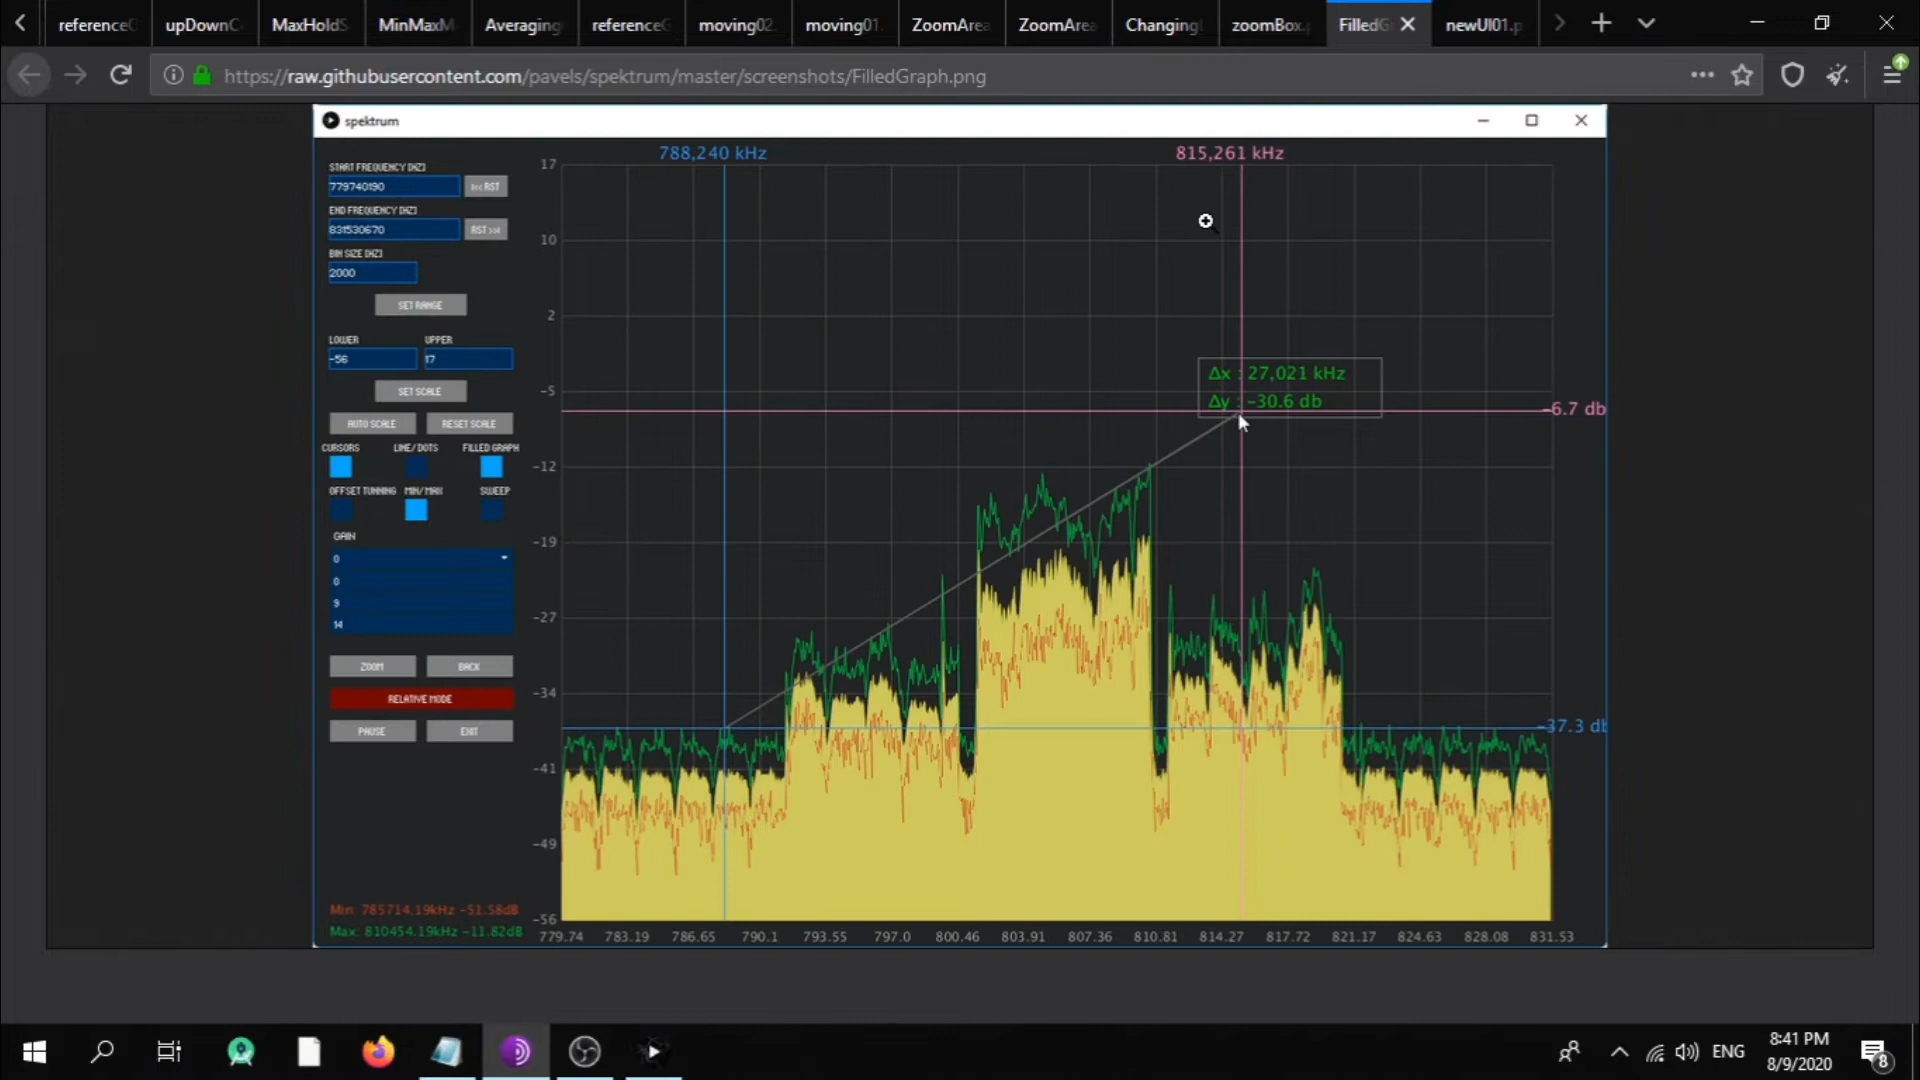 referenceG
upDownC
MaxHoldS
MinMaxM
Averaging
referenceG
moving02.
moving01.
ZoomArea
ZoomArea
Changing
zoomBox.p
FilledG
newUI01.p
https://raw.githubusercontent.com/pavels/spektrum/master/screenshots/FilledGraph.png
spektrum
788,240 kHz
815,261 kHz
START FREQUENCY [HZ]
779740190
<< RST
END FREQUENCY [HZ]
831530670
RST >>
BIN SIZE [HZ]
2000
SET RANGE
LOWER
UPPER
-56
17
SET SCALE
AUTO SCALE
RESET SCALE
CURSORS
LINE/DOTS
FILLED GRAPH
OFFSET TUNNING
MIN/MAX
SWEEP
GAIN
0
0
9
14
ZOOM
BACK
RELATIVE MODE
PAUSE
EXIT
Min: 785714.19kHz -51.58dB
Max: 810454.19kHz -11.82dB
17
10
2
-5
-12
-19
-27
-34
-41
-49
-56
Δx : 27,021 kHz
Δy : -30.6 db
-6.7 db
-37.3 db
779.74 783.19 786.65 790.1 793.55 797.0 800.46 803.91 807.36 810.81 814.27 817.72 821.17 824.63 828.08 831.53
ENG
8:41 PM
8/9/2020
8